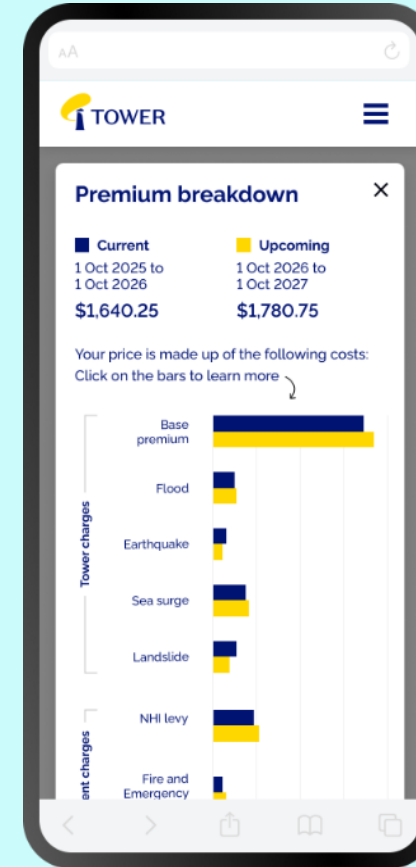 AA
TOWER
Premium breakdown
Current
1 Oct 2025 to
1 Oct 2026
$1,640.25
Upcoming
1 Oct 2026 to
1 Oct 2027
$1,780.75
Your price is made up of the following costs:
Click on the bars to learn more
Tower charges
Base
premium
Flood
Earthquake
Sea surge
Landslide
ent charges
NHI levy
Fire and
Emergency